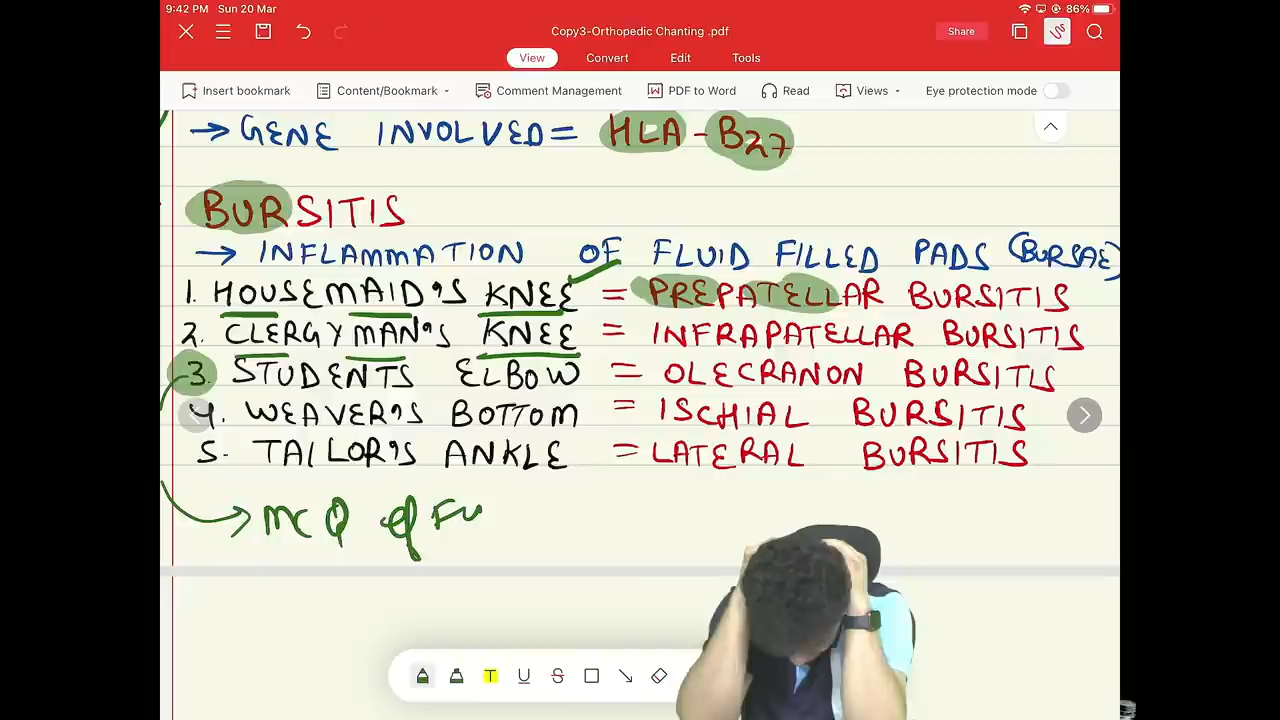 9:42 PM Sun 20 Mar 86%
Copy3-Orthopedic Chanting .pdf
Share
View Convert Edit Tools
Insert bookmark Content/Bookmark Comment Management PDF to Word Read Views Eye protection mode
→ GENE INVOLVED = HLA-B27
BURSITIS
→ INFLAMMATION OF FLUID FILLED PADS (BURSAE)
1. HOUSEMAID'S KNEE = PREPATELLAR BURSITIS
2. CLERGYMAN'S KNEE = INFRAPATELLAR BURSITIS
3. STUDENTS ELBOW = OLECRANON BURSITIS
4. WEAVER'S BOTTOM = ISCHIAL BURSITIS
5. TAILOR'S ANKLE = LATERAL BURSITIS
→ MCQ of
T U S